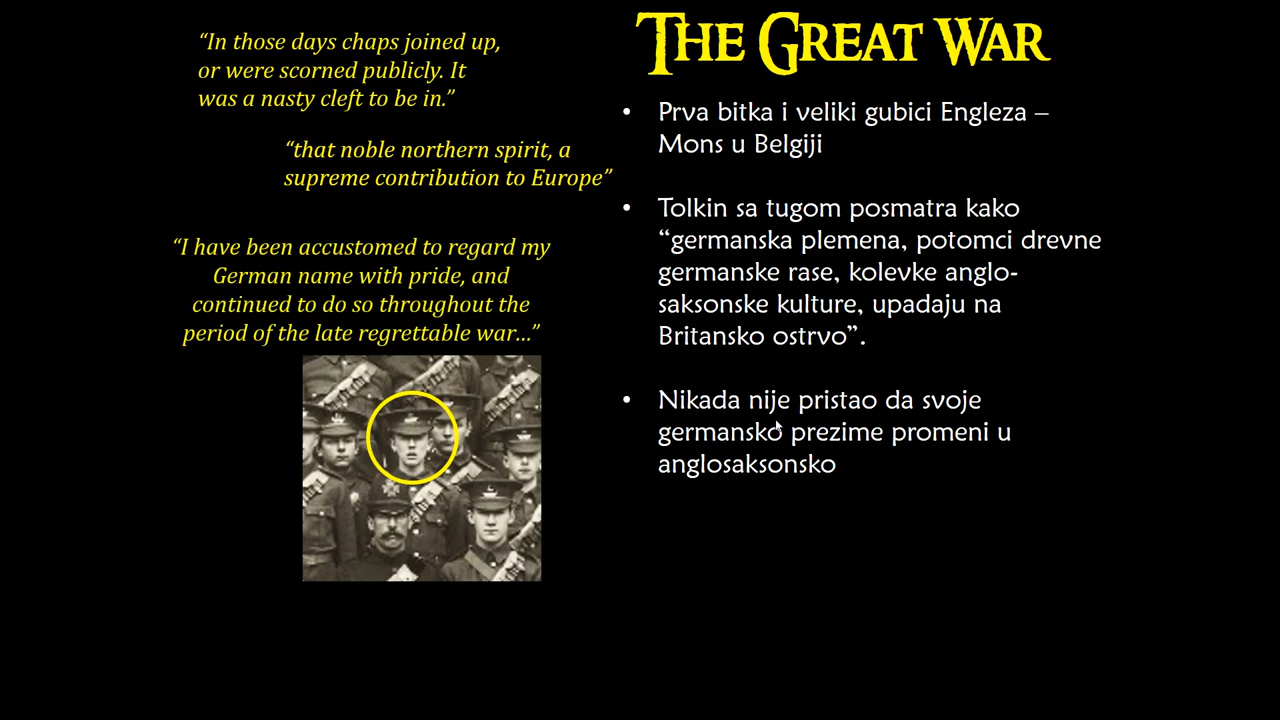 “In those days chaps joined up,
or were scorned publicly. It
was a nasty cleft to be in.”
“that noble northern spirit, a
supreme contribution to Europe”
“I have been accustomed to regard my
German name with pride, and
continued to do so throughout the
period of the late regrettable war...”
THE GREAT WAR
• Prva bitka i veliki gubici Engleza –
Mons u Belgiji
• Tolkin sa tugom posmatra kako
“germanska plemena, potomci drevne
germanske rase, kolevke anglo-
saksonske kulture, upadaju na
Britansko ostrvo”.
• Nikada nije pristao da svoje
germansko prezime promeni u
anglosaksonsko